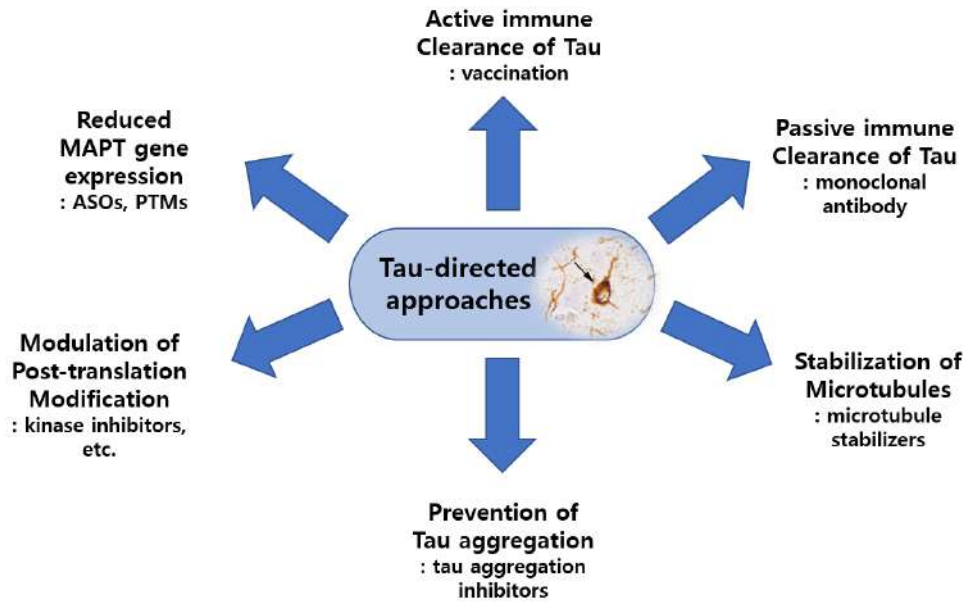 Active immune
Clearance of Tau
: vaccination
Reduced
MAPT gene
expression
: ASOs, PTMs
Passive immune
Clearance of Tau
: monoclonal
antibody
Tau-directed
approaches
Modulation of
Post-translation
Modification
: kinase inhibitors,
etc.
Stabilization of
Microtubules
: microtubule
stabilizers
Prevention of
Tau aggregation
: tau aggregation
inhibitors